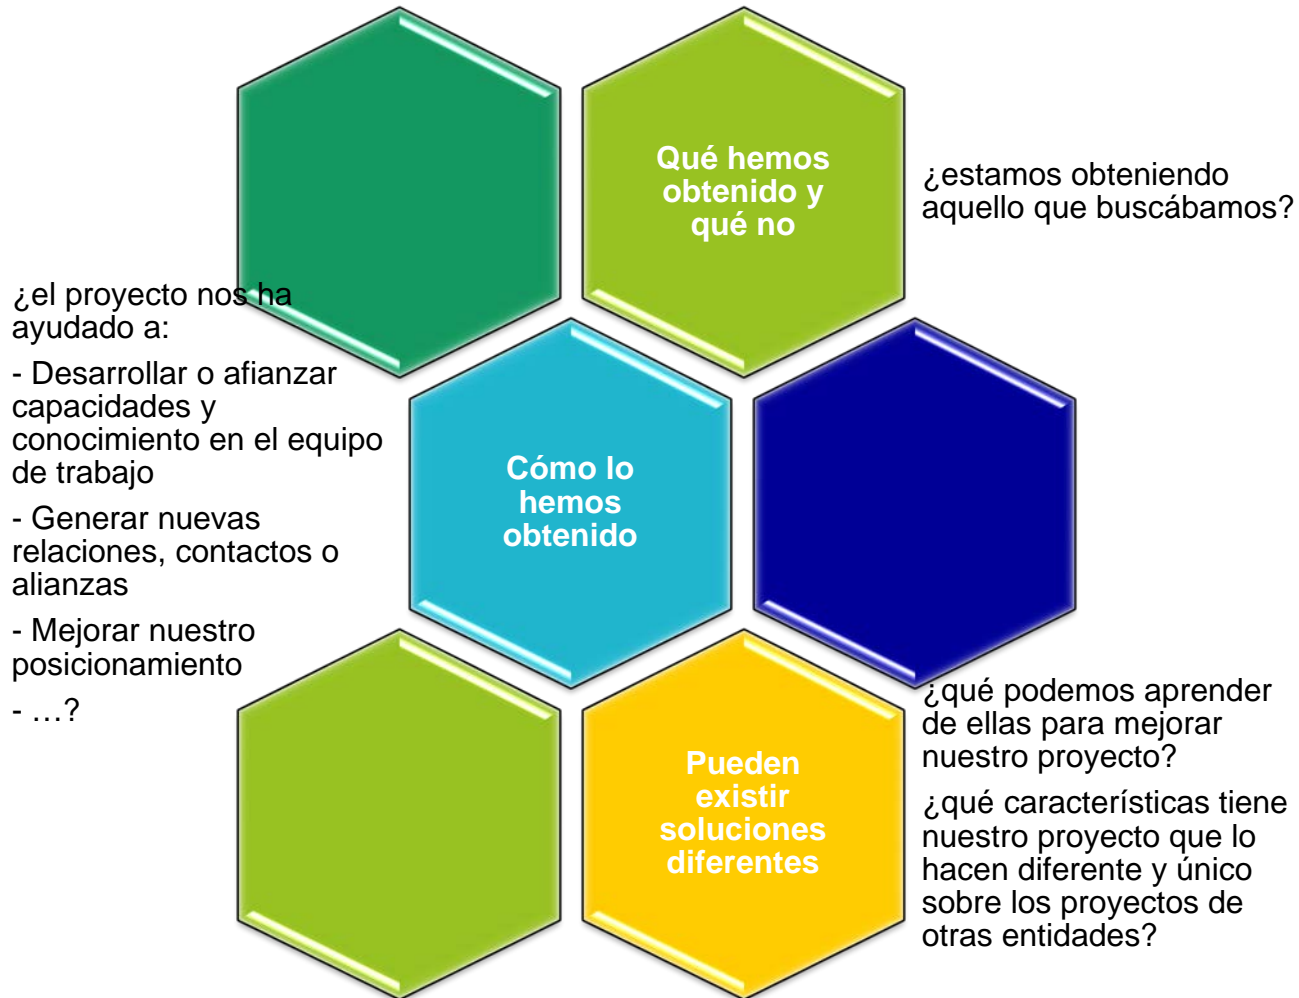 Qué hemos
obtenido y
qué no
¿estamos obteniendo
aquello que buscábamos?
¿el proyecto nos ha
ayudado a:
- Desarrollar o afianzar
capacidades y
conocimiento en el equipo
de trabajo
- Generar nuevas
relaciones, contactos o
alianzas
- Mejorar nuestro
posicionamiento
- …?
Cómo lo
hemos
obtenido
Pueden
existir
soluciones
diferentes
¿qué podemos aprender
de ellas para mejorar
nuestro proyecto?
¿qué características tiene
nuestro proyecto que lo
hacen diferente y único
sobre los proyectos de
otras entidades?